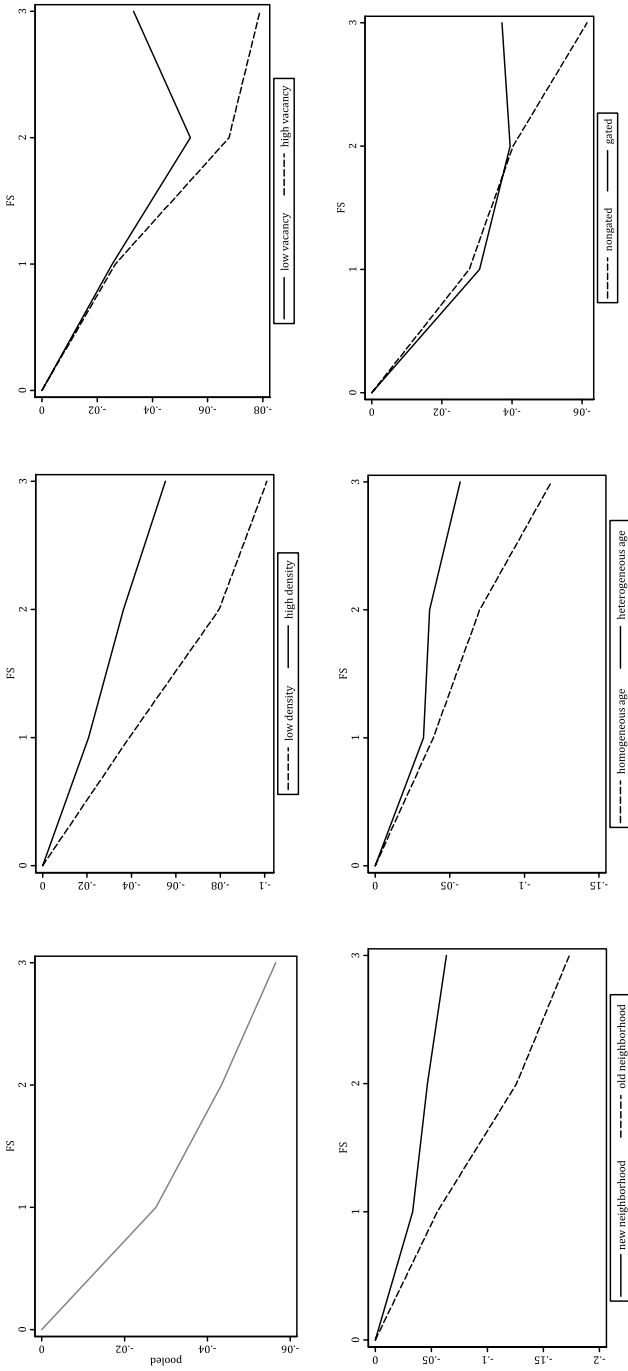 FS
0 1 2 3
0
-.02
-.04
-.06
pooled
FS
0 1 2 3
0
-.02
-.04
-.06
-.08
-.1
low density high density
FS
0 1 2 3
0
-.02
-.04
-.06
-.08
low vacancy high vacancy
FS
0 1 2 3
0
-.05
-.1
-.15
-.2
new neighborhood old neighborhood
FS
0 1 2 3
0
-.05
-.1
-.15
homogeneous age heterogeneous age
FS
0 1 2 3
0
-.02
-.04
-.06
nongated gated